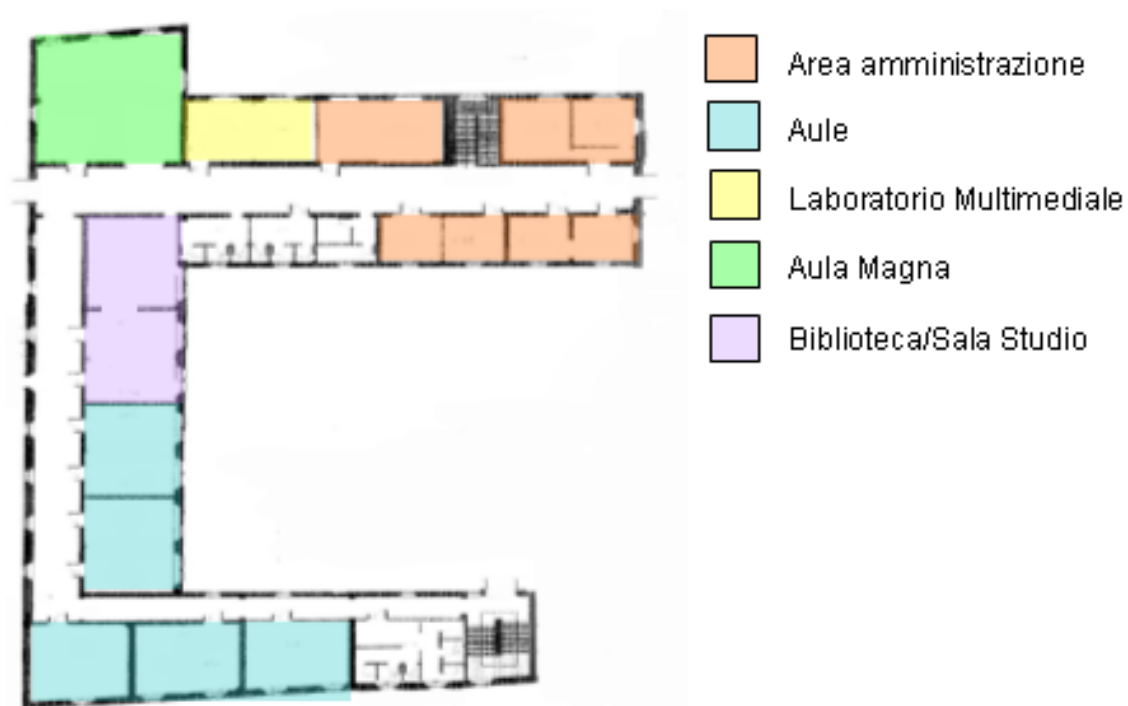 Area amministrazione
Aule
Laboratorio Multimediale
Aula Magna
Biblioteca/Sala Studio